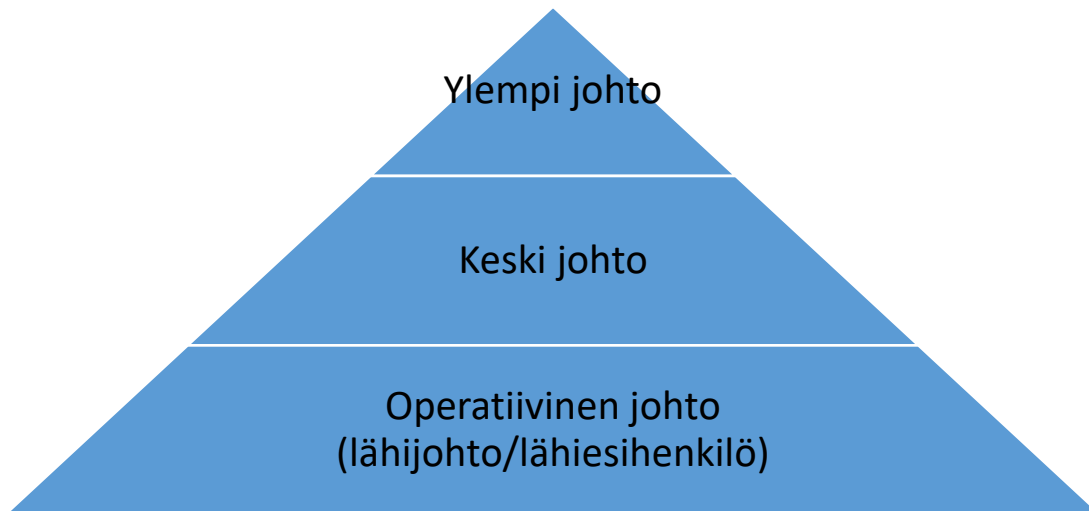 Ylempi johto
Keski johto
Operatiivinen johto
(lähijohto/lähiesihenkilö)